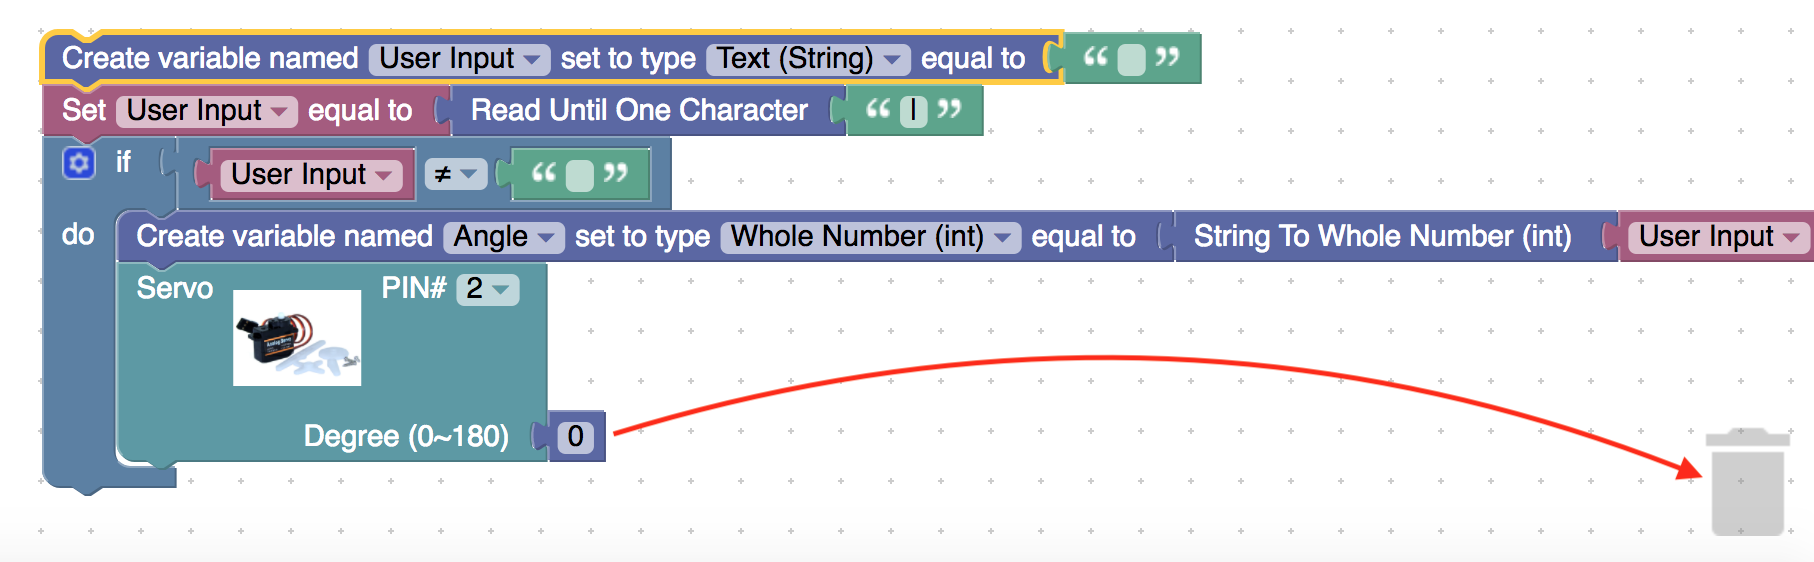 Create variable named User Input set to type Text (String) equal to “ ”
Set User Input equal to Read Until One Character “ | ”
if User Input ≠ “ ”
do Create variable named Angle set to type Whole Number (int) equal to String To Whole Number (int) User Input
Servo PIN# 2
Degree (0~180) 0